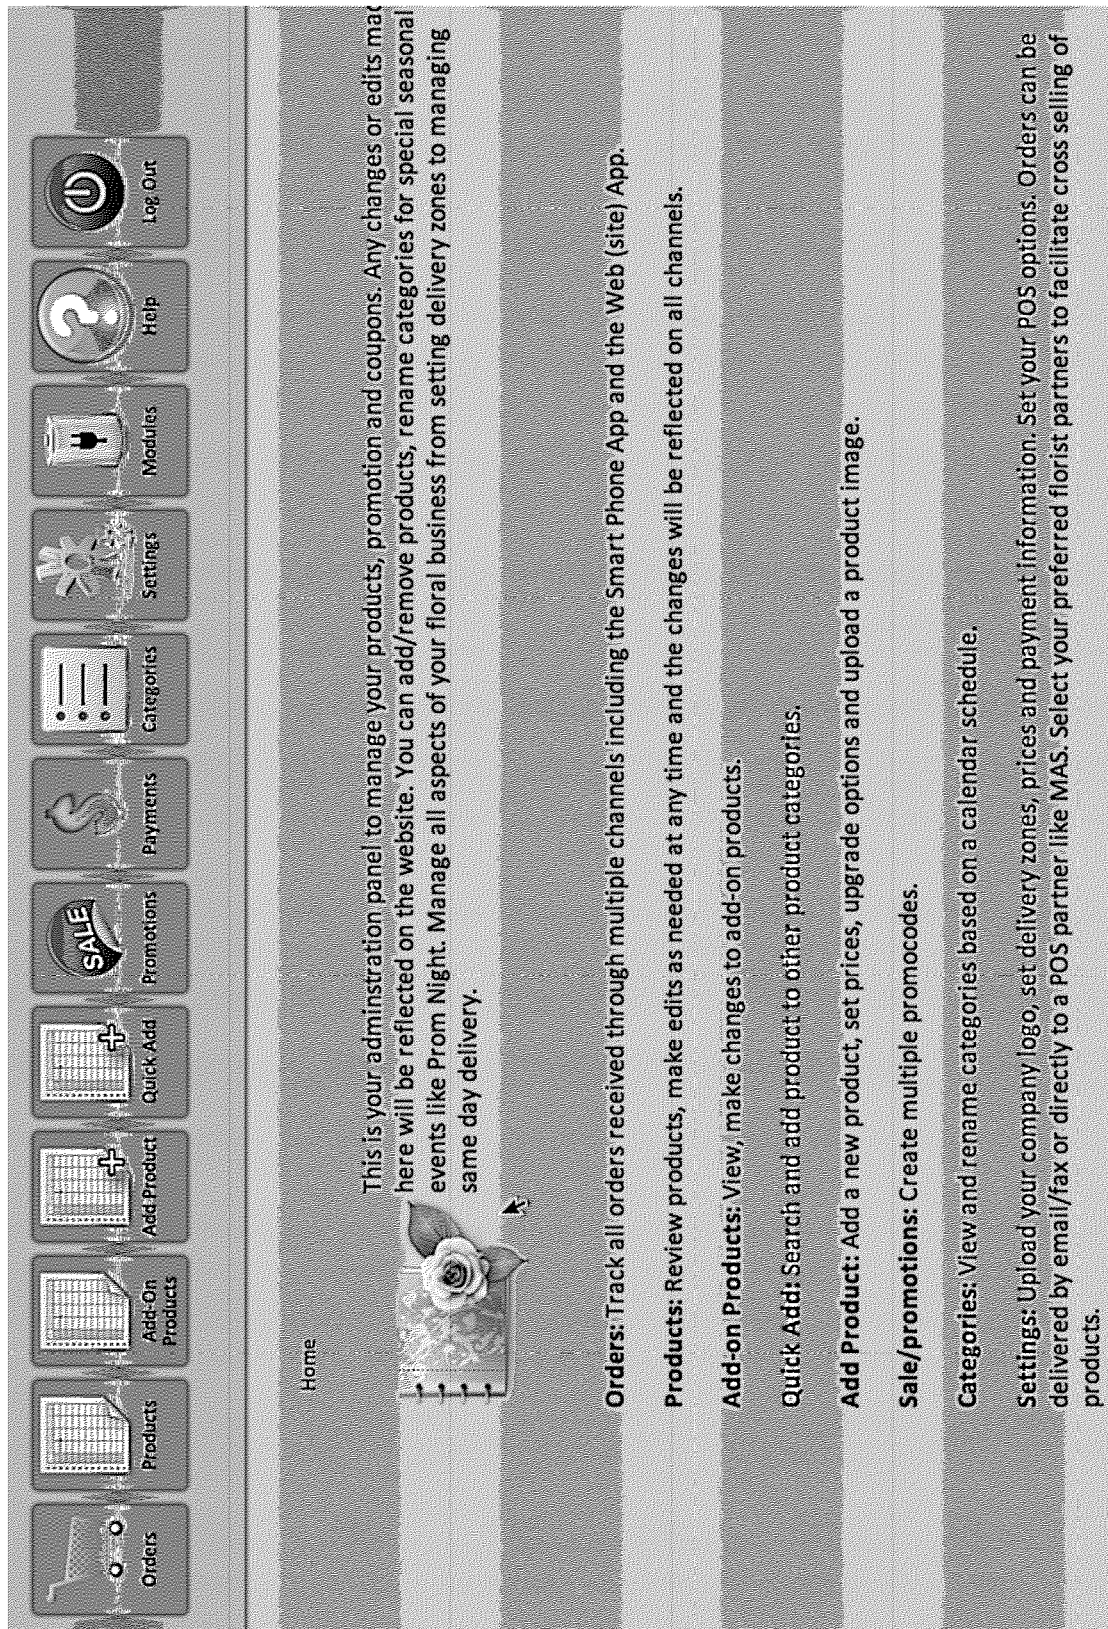 Orders
Products
Add-On
Products
Add Product
Quick Add
SALE
Promotions
Payments
Categories
Settings
Modules
Help
Log Out
Home
This is your adminstration panel to manage your products, promotion and coupons. Any changes or edits mac
here will be reflected on the website. You can add/remove products, rename categories for special seasonal
events like Prom Night. Manage all aspects of your floral business from setting delivery zones to managing
same day delivery.
Orders: Track all orders received through multiple channels including the Smart Phone App and the Web (site) App.
Products: Review products, make edits as needed at any time and the changes will be reflected on all channels.
Add-on Products: View, make changes to add-on products.
Quick Add: Search and add product to other product categories.
Add Product: Add a new product, set prices, upgrade options and upload a product image.
Sale/promotions: Create multiple promocodes.
Categories: View and rename categories based on a calendar schedule.
Settings: Upload your company logo, set delivery zones, prices and payment information. Set your POS options. Orders can be
delivered by email/fax or directly to a POS partner like MAS. Select your preferred florist partners to facilitate cross selling of
products.